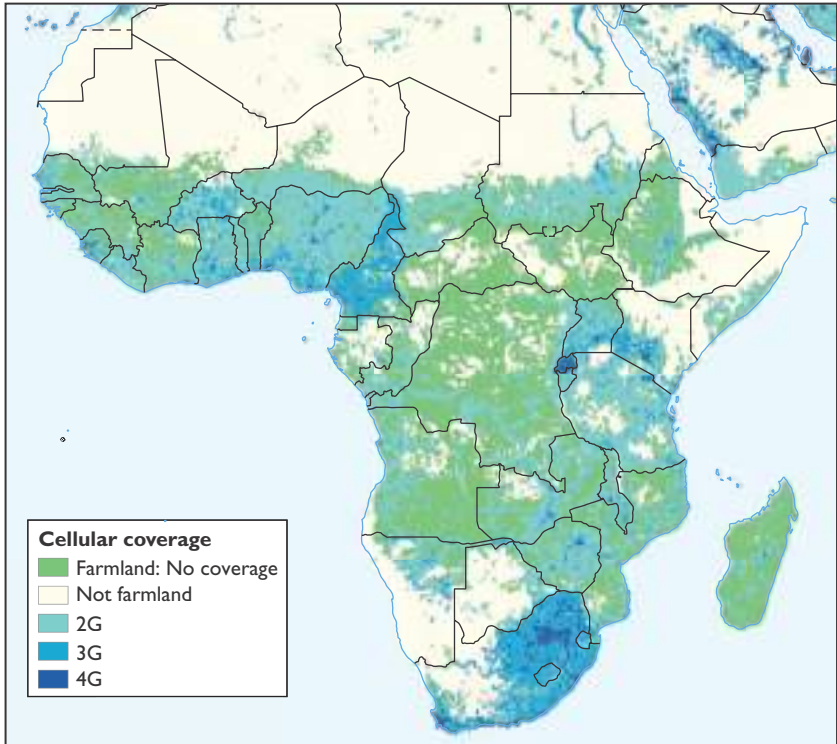 Cellular coverage
Farmland: No coverage
Not farmland
2G
3G
4G